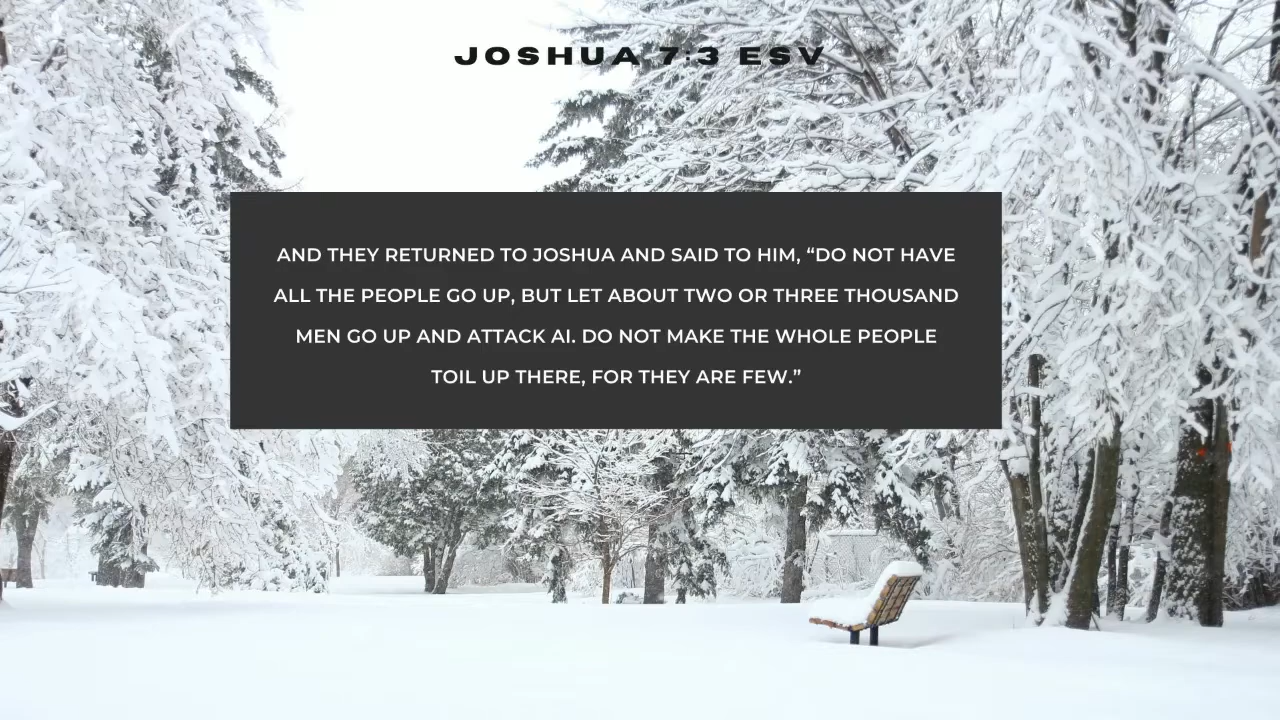 JOSHUA 7:3 ESV
AND THEY RETURNED TO JOSHUA AND SAID TO HIM, “DO NOT HAVE
ALL THE PEOPLE GO UP, BUT LET ABOUT TWO OR THREE THOUSAND
MEN GO UP AND ATTACK AI. DO NOT MAKE THE WHOLE PEOPLE
TOIL UP THERE, FOR THEY ARE FEW.”